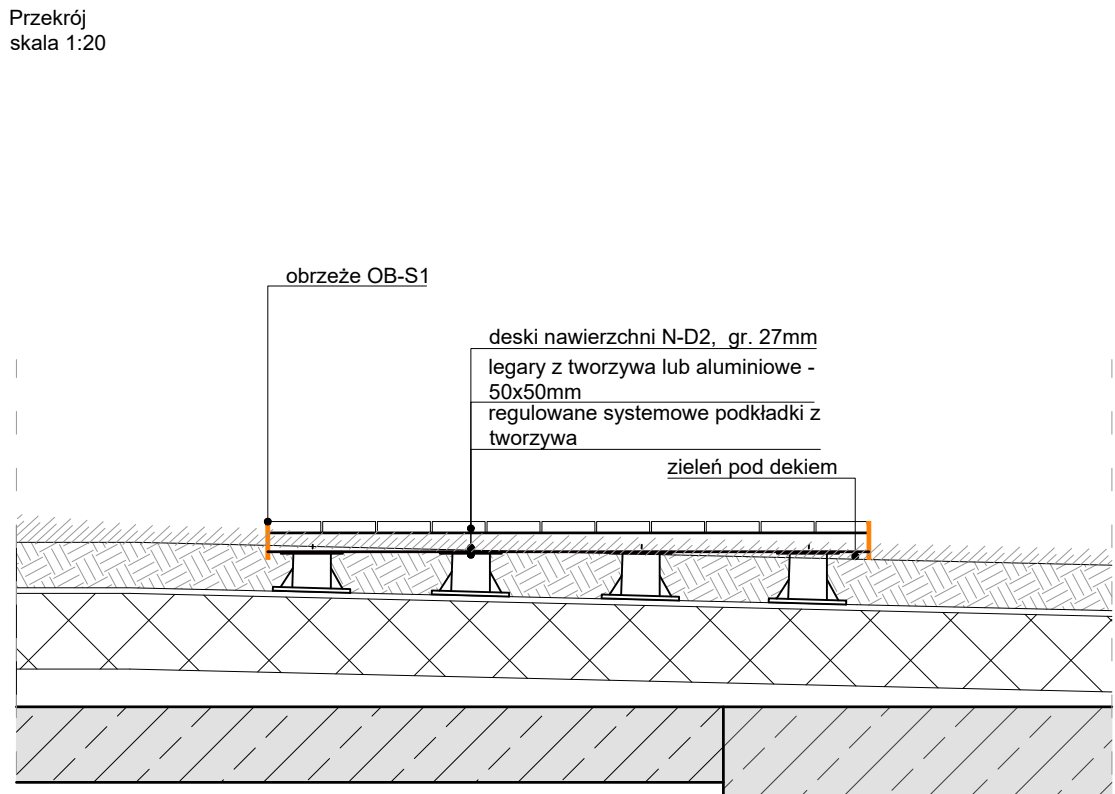 Przekrój
skala 1:20
obrzeże OB-S1
deski nawierzchni N-D2, gr. 27mm
legary z tworzywa lub aluminiowe -
50x50mm
regulowane systemowe podkładki z
tworzywa
zieleń pod dekiem